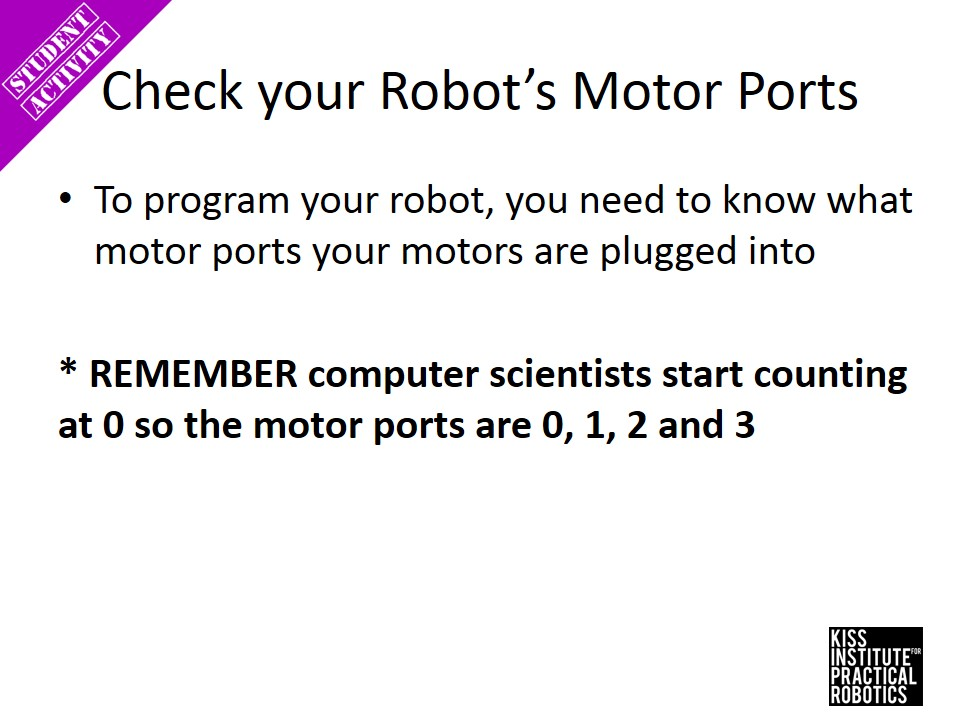 STUDENT
ACTIVITY
Check your Robot’s Motor Ports
• To program your robot, you need to know what
motor ports your motors are plugged into
* REMEMBER computer scientists start counting
at 0 so the motor ports are 0, 1, 2 and 3
KISS
INSTITUTE FOR
PRACTICAL
ROBOTICS